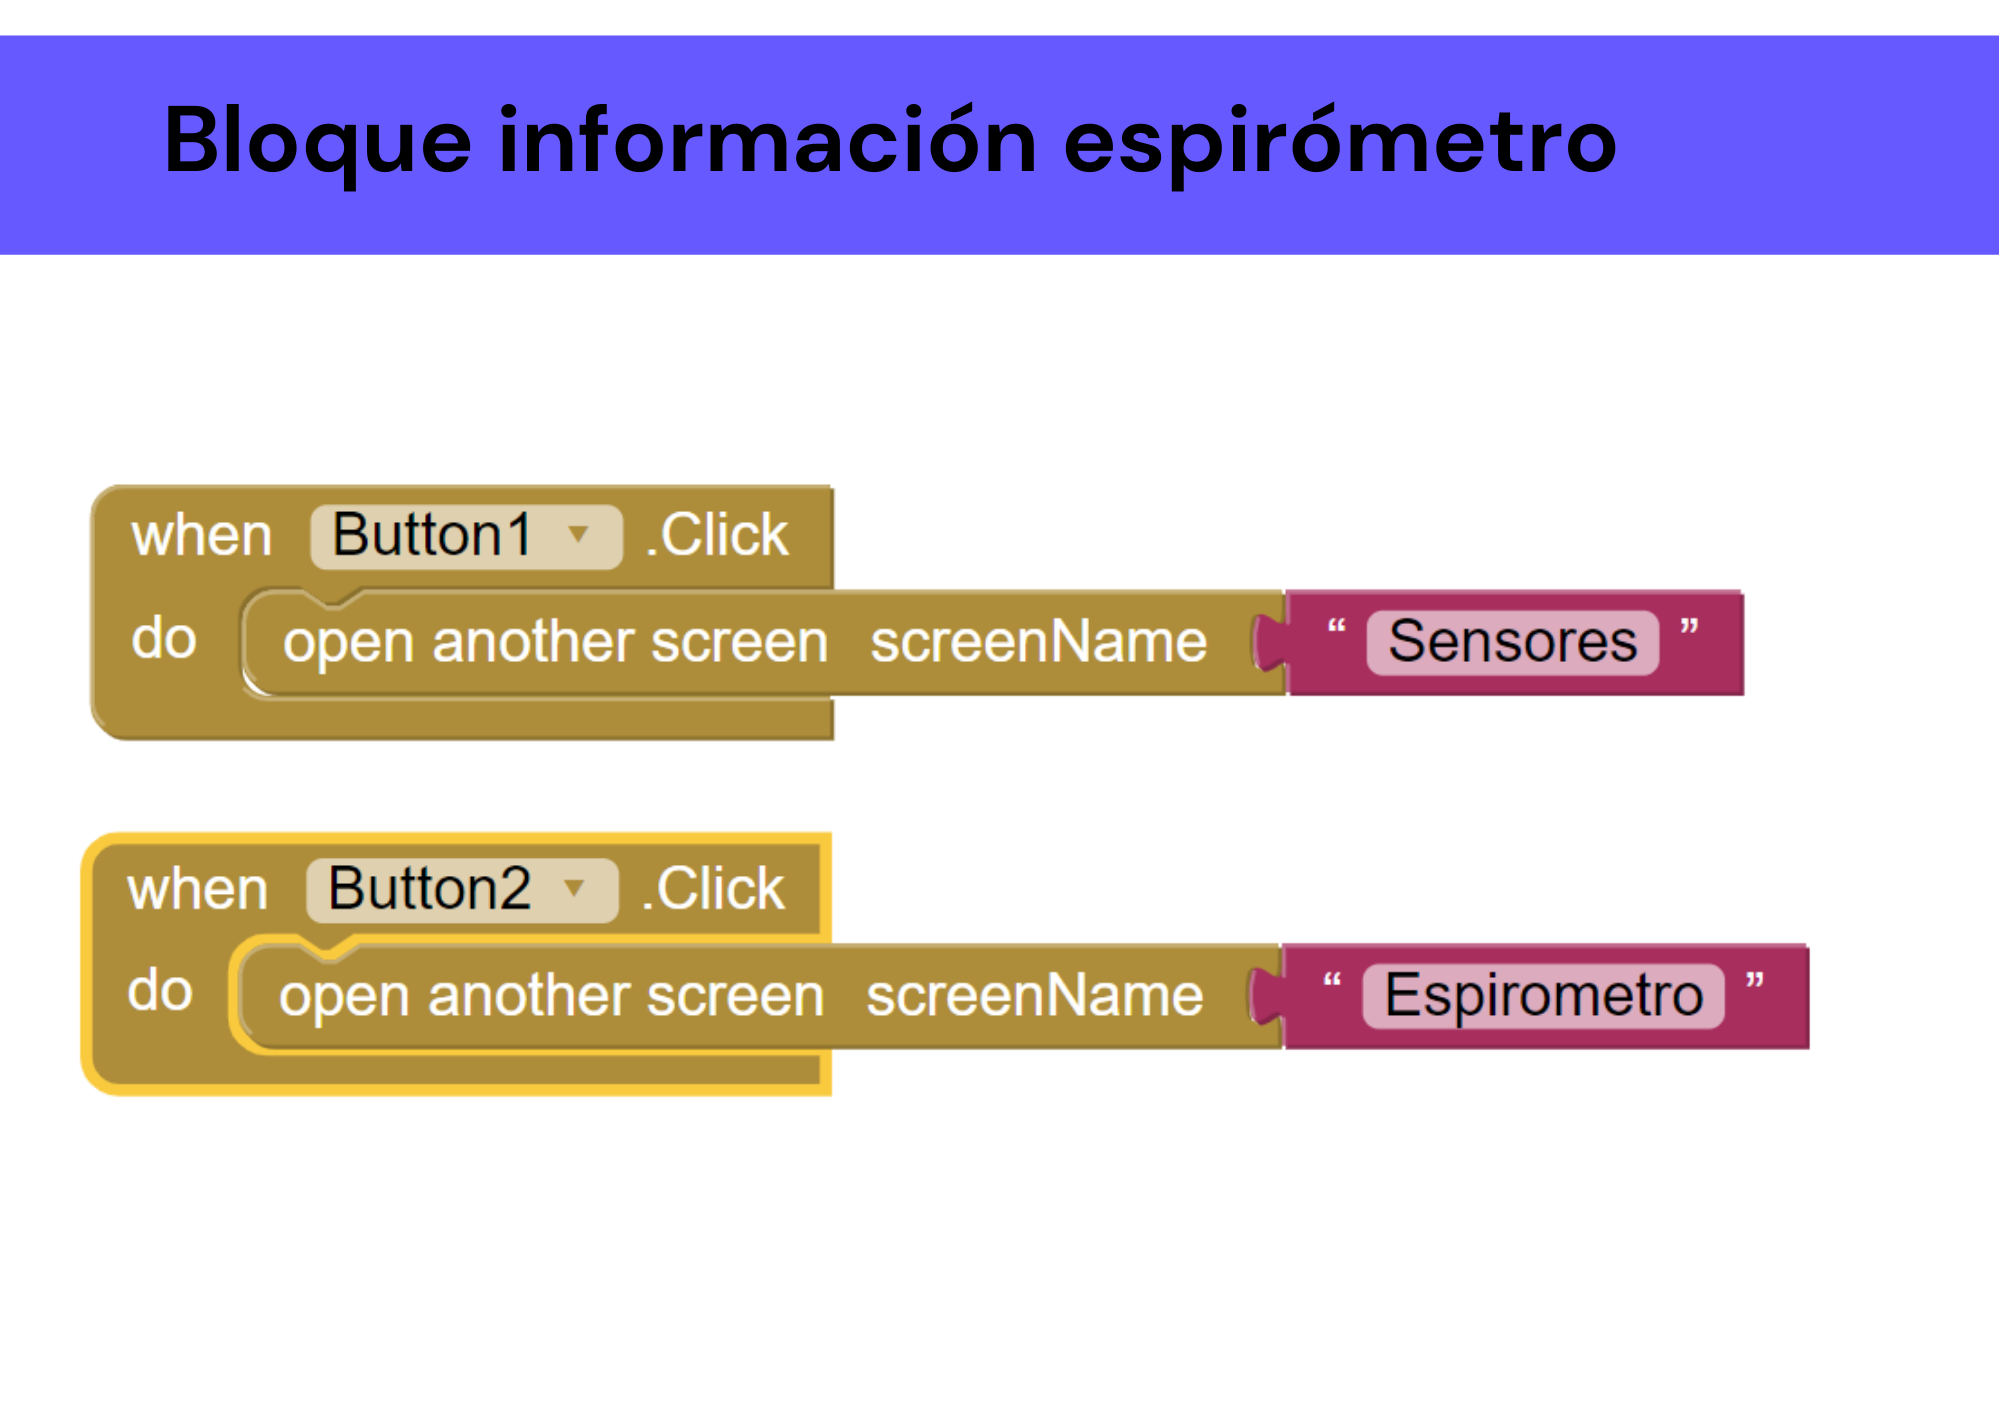 Bloque información espirómetro
when Button1 .Click
do open another screen screenName “ Sensores ”
when Button2 .Click
do open another screen screenName “ Espirometro ”